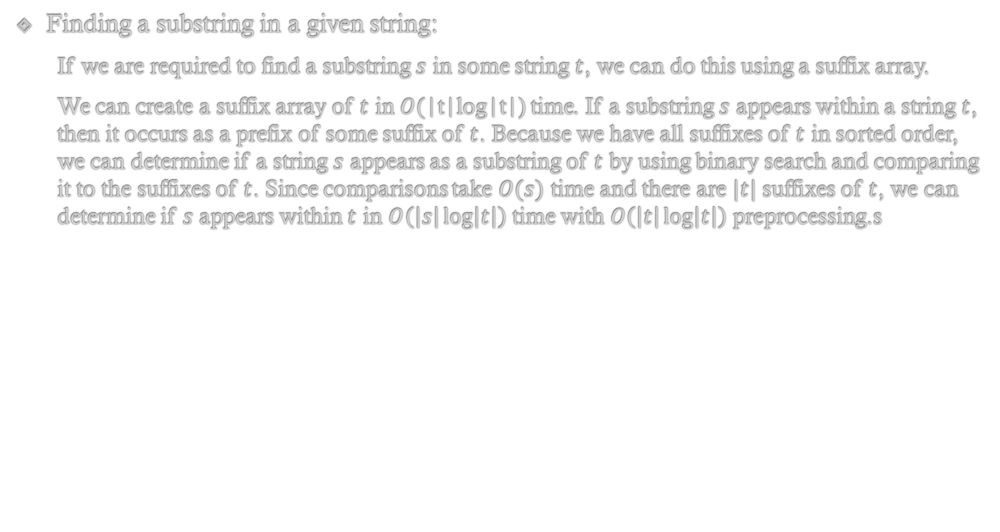 ❖ Finding a substring in a given string:
If we are required to find a substring s in some string t, we can do this using a suffix array.
We can create a suffix array of t in O(|t|log|t|) time. If a substring s appears within a string t,
then it occurs as a prefix of some suffix of t. Because we have all suffixes of t in sorted order,
we can determine if a string s appears as a substring of t by using binary search and comparing
it to the suffixes of t. Since comparisons take O(s) time and there are |t| suffixes of t, we can
determine if s appears within t in O(|s|log|t|) time with O(|t|log|t|) preprocessing.s